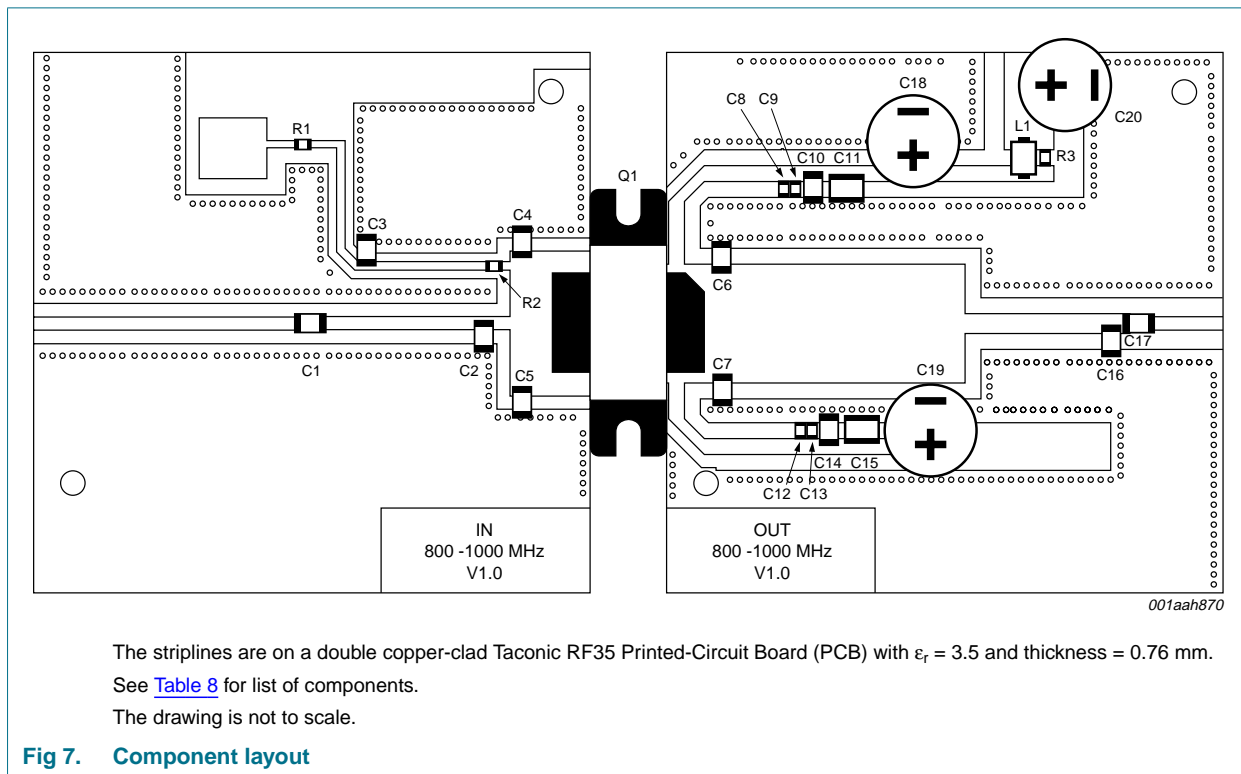 C18
C8 C9
C20
L1
R1
C10 C11
R3
Q1
C3
C4
C6
R2
C17
C1
C2
C16
C5
C7
C19
C14 C15
C12 C13
IN
800 -1000 MHz
V1.0
OUT
800 -1000 MHz
V1.0
001aah870
The striplines are on a double copper-clad Taconic RF35 Printed-Circuit Board (PCB) with εr = 3.5 and thickness = 0.76 mm.
See Table 8 for list of components.
The drawing is not to scale.
Fig 7. Component layout